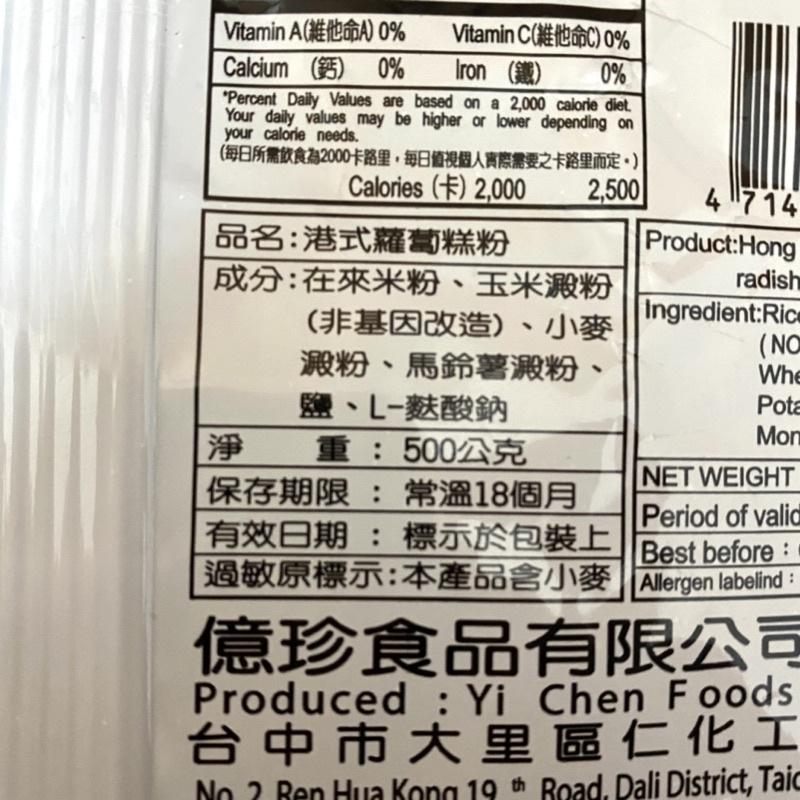 Vitamin A(維他命A) 0% Vitamin C(維他命C) 0%
Calcium (鈣) 0% Iron (鐵) 0%
*Percent Daily Values are based on a 2,000 calorie diet.
Your daily values may be higher or lower depending on
your calorie needs.
(每日所需飲食為2000卡路里，每日值視個人實際需要之卡路里而定。)
Calories (卡) 2,000 2,500
4 714
品名:港式蘿蔔糕粉
成分:在來米粉、玉米澱粉
(非基因改造)、小麥
澱粉、馬鈴薯澱粉、
鹽、L-麩酸鈉
淨 重 : 500公克
保存期限 : 常溫18個月
有效日期 : 標示於包裝上
過敏原標示:本產品含小麥
Product:Hong
radish
Ingredient:Rice
(NO
Whe
Pota
Mon
NET WEIGHT
Period of valid
Best before :
Allergen labelind :
億珍食品有限公司
Produced : Yi Chen Foods
台中市大里區仁化工
No. 2, Ren Hua Kong 19 th Road, Dali District, Taic